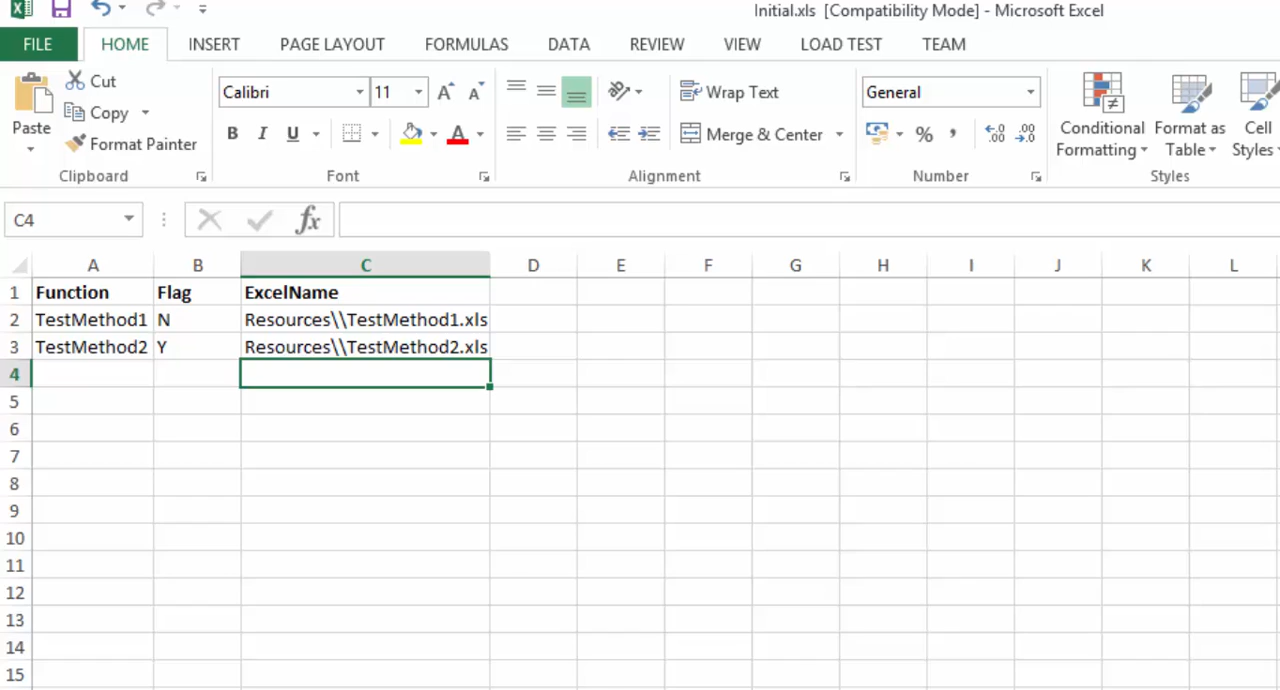 Initial.xls [Compatibility Mode] - Microsoft Excel
FILE HOME INSERT PAGE LAYOUT FORMULAS DATA REVIEW VIEW LOAD TEST TEAM
Cut
Copy
Format Painter
Paste
Clipboard
Calibri 11
B I U A
Font
Wrap Text
Merge & Center
Alignment
General
% , .00 .00
Number
Conditional Formatting
Format as Table
Cell Styles
Styles
C4 fx
A B C D E F G H I J K L
1 Function Flag ExcelName
2 TestMethod1 N Resources\\TestMethod1.xls
3 TestMethod2 Y Resources\\TestMethod2.xls
4
5
6
7
8
9
10
11
12
13
14
15